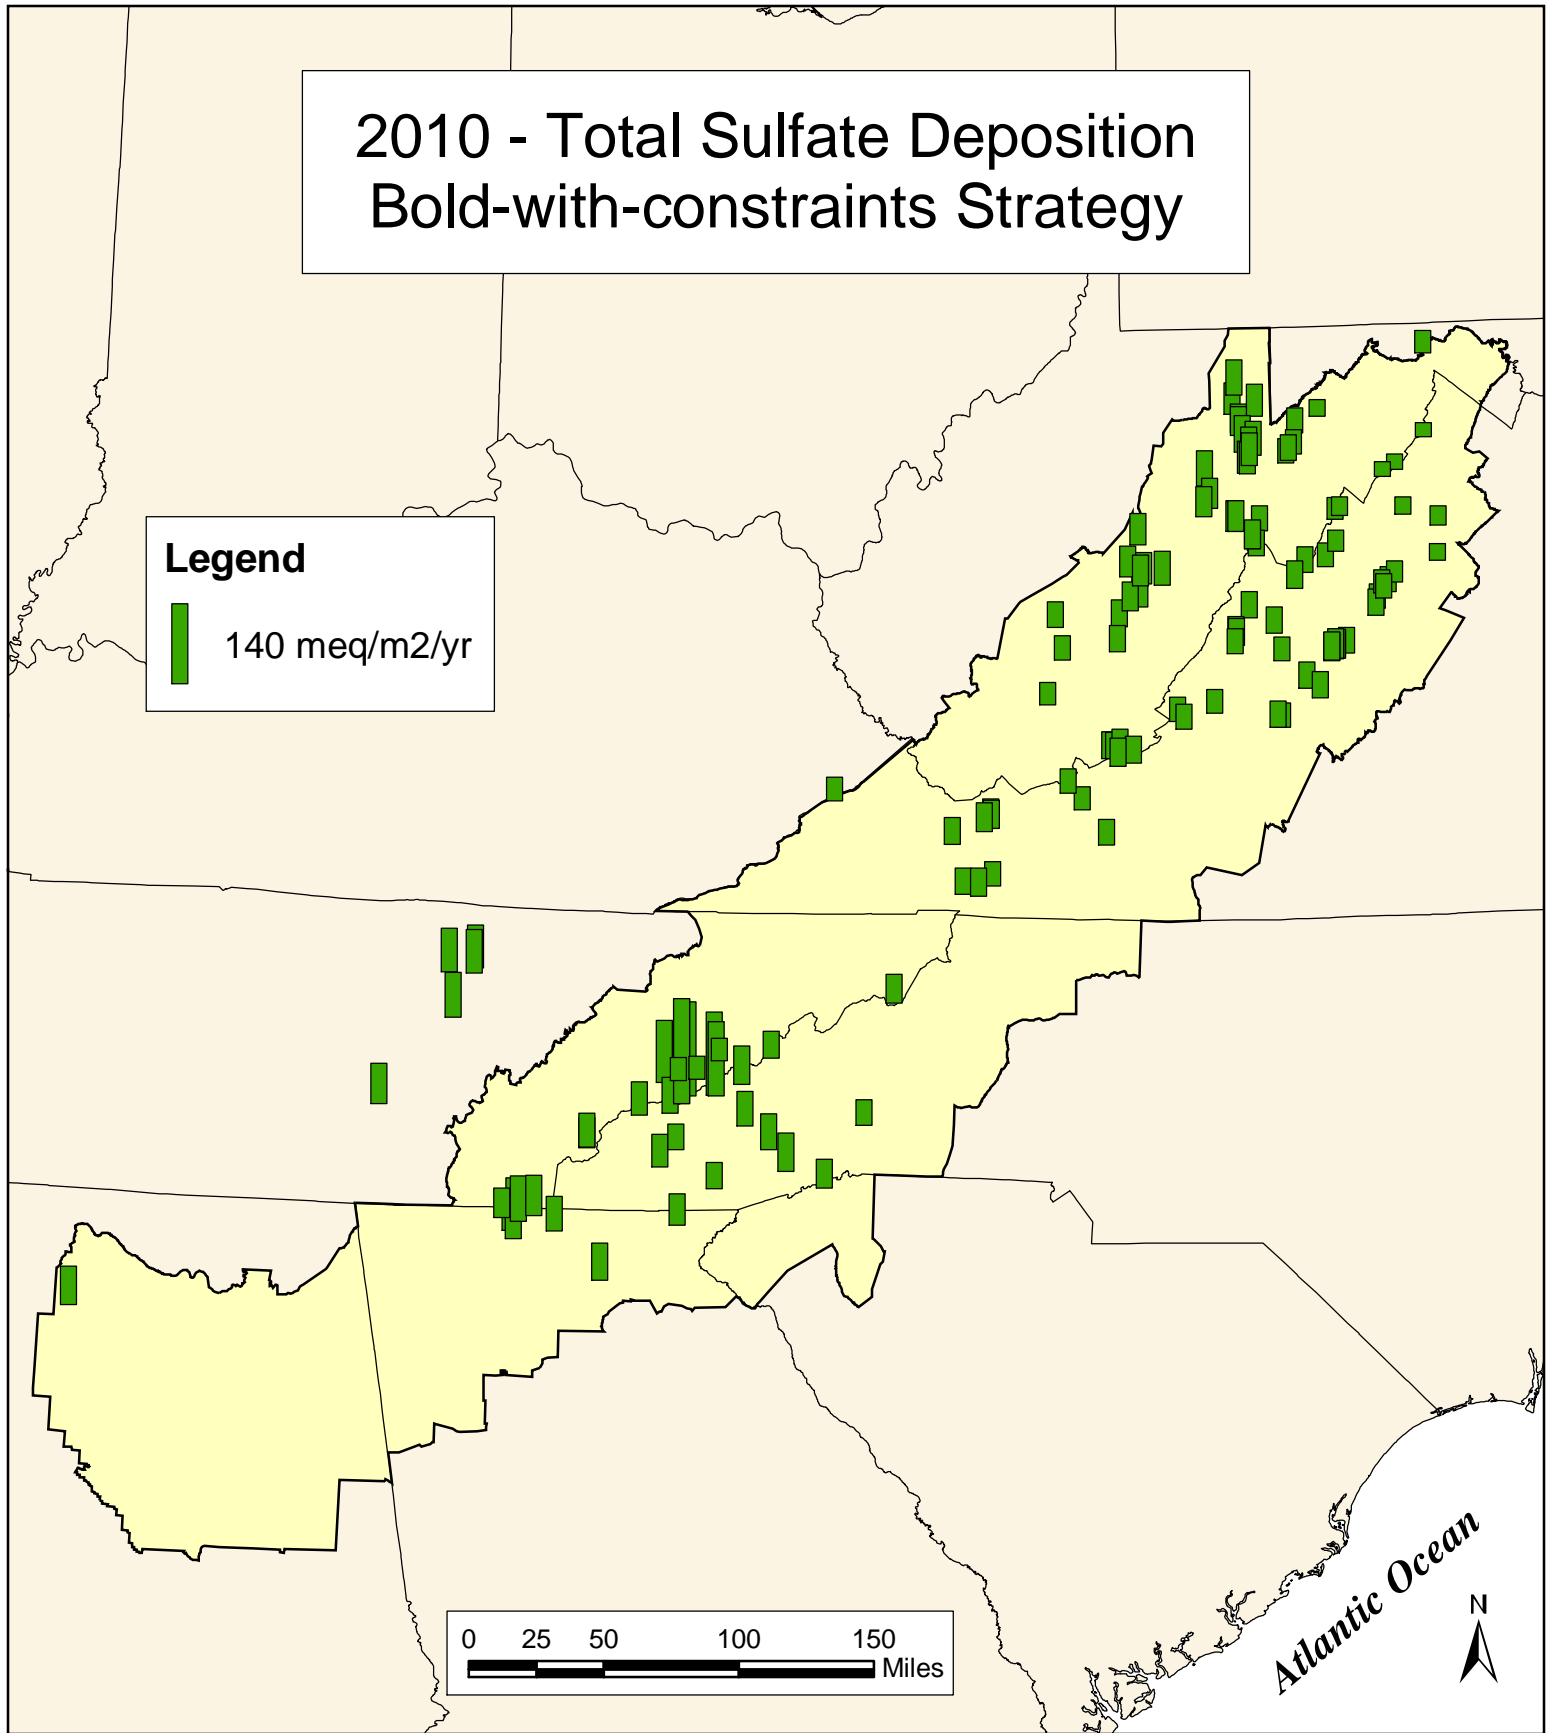 2010 - Total Sulfate Deposition
Bold-with-constraints Strategy
Legend
140 meq/m2/yr
0 25 50 100 150
Miles
Atlantic Ocean
N